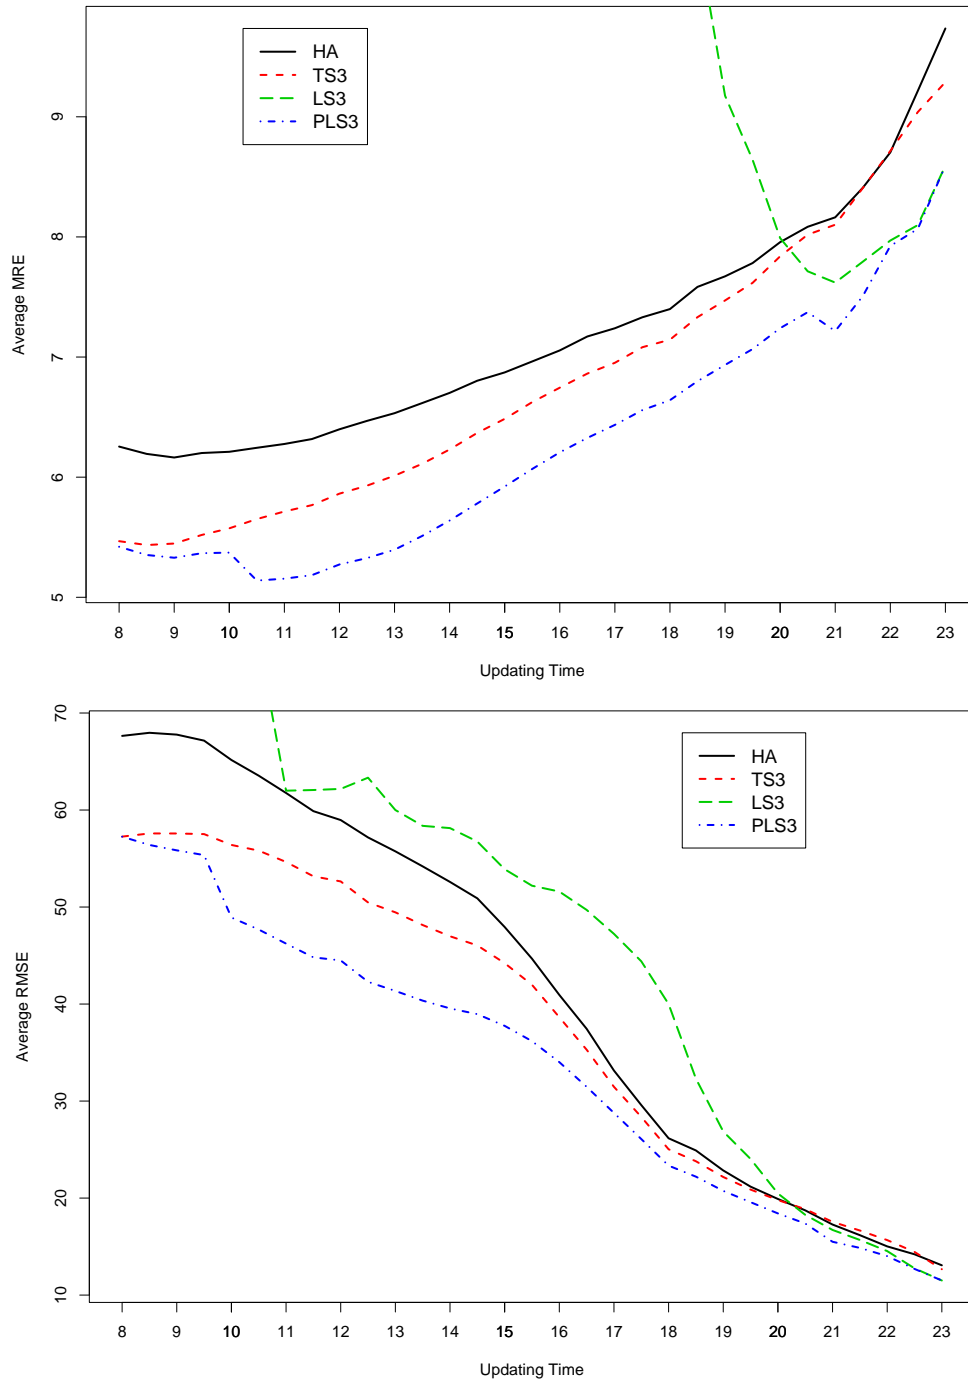 HA
TS3
LS3
PLS3
Average MRE
9
8
7
6
5
8 9 10 11 12 13 14 15 16 17 18 19 20 21 22 23
Updating Time
HA
TS3
LS3
PLS3
Average RMSE
70
60
50
40
30
20
10
8 9 10 11 12 13 14 15 16 17 18 19 20 21 22 23
Updating Time